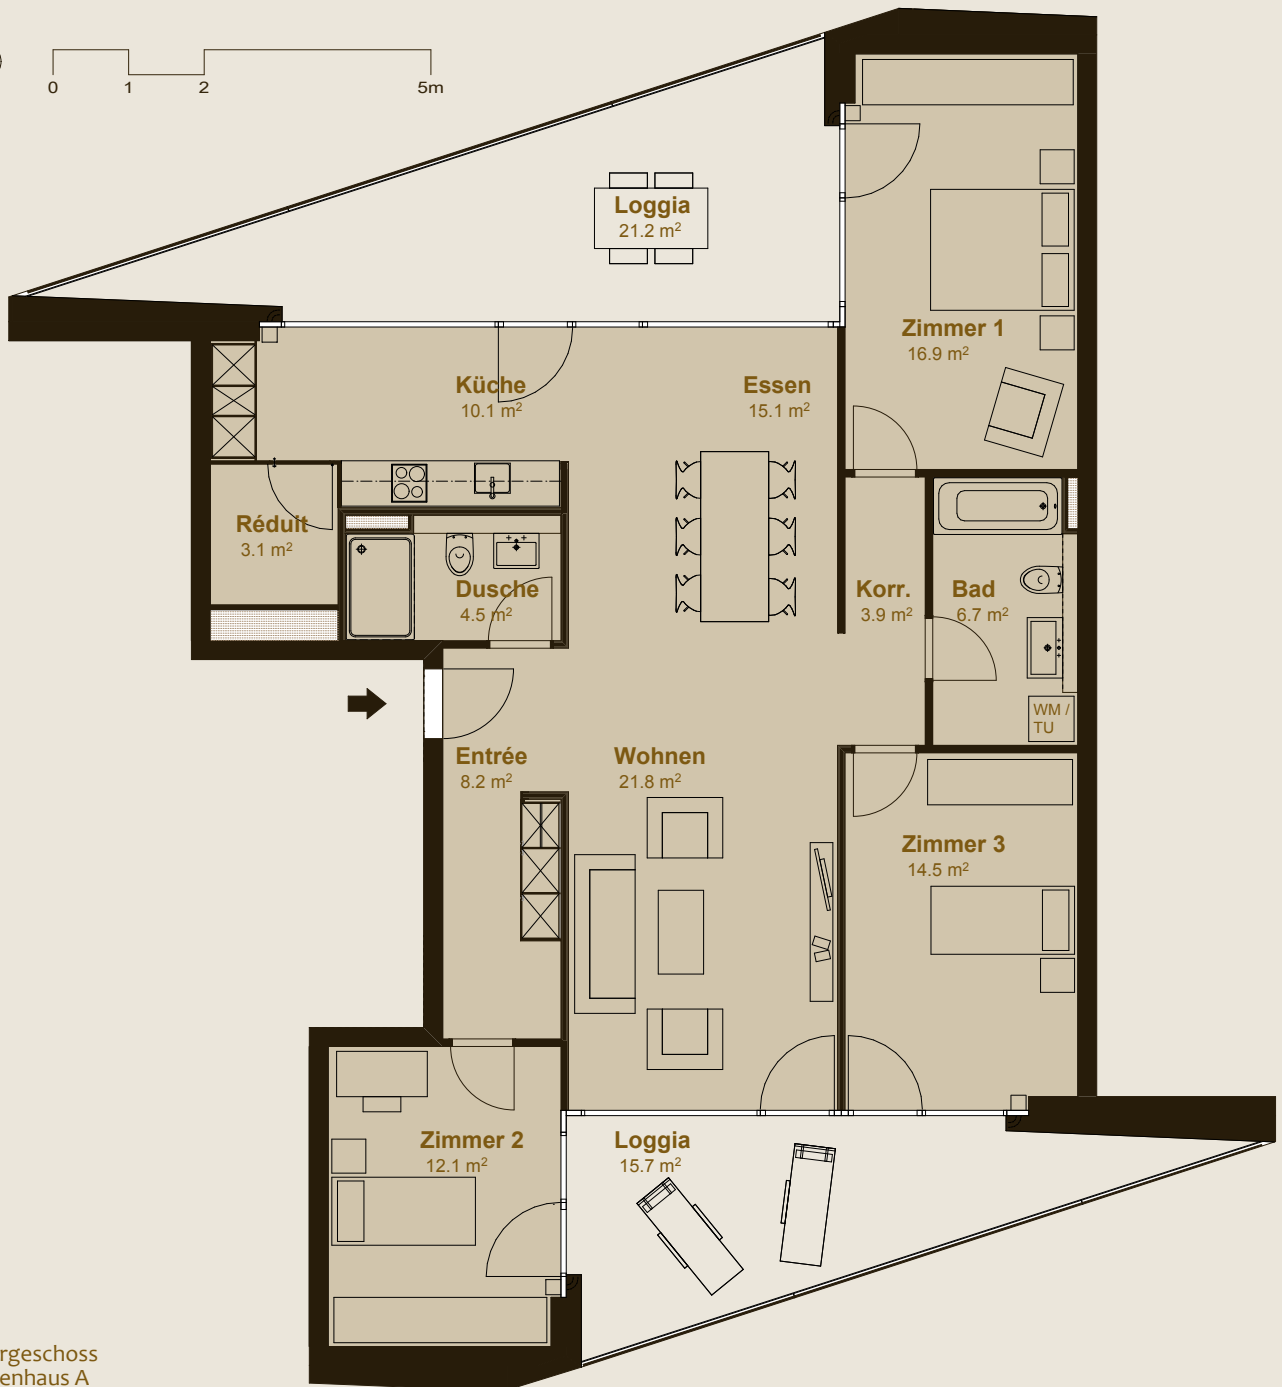 0 1 2 5m
Loggia
21.2 m²
Zimmer 1
16.9 m²
Küche
10.1 m²
Essen
15.1 m²
Réduit
3.1 m²
Dusche
4.5 m²
Korr.
3.9 m²
Bad
6.7 m²
WM /
TU
Entrée
8.2 m²
Wohnen
21.8 m²
Zimmer 3
14.5 m²
Zimmer 2
12.1 m²
Loggia
15.7 m²
rgeschoss
enhaus A